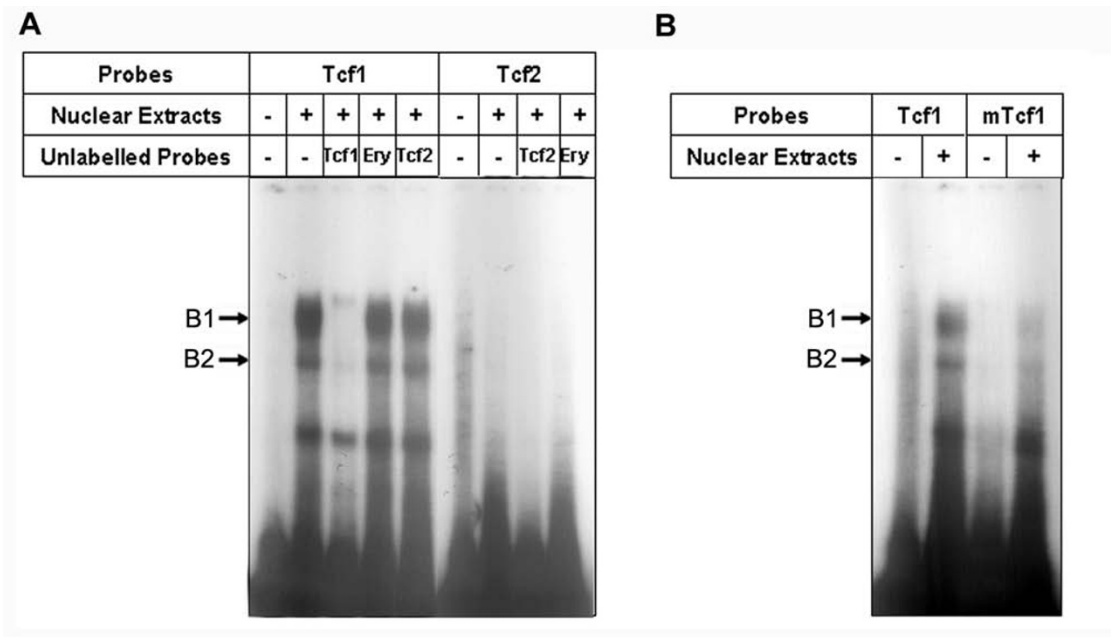 A
Probes Tcf1 Tcf2
Nuclear Extracts - + + + + - + + +
Unlabelled Probes - - Tcf1 Ery Tcf2 - - Tcf2 Ery
B1
B2
B
Probes Tcf1 mTcf1
Nuclear Extracts - + - +
B1
B2